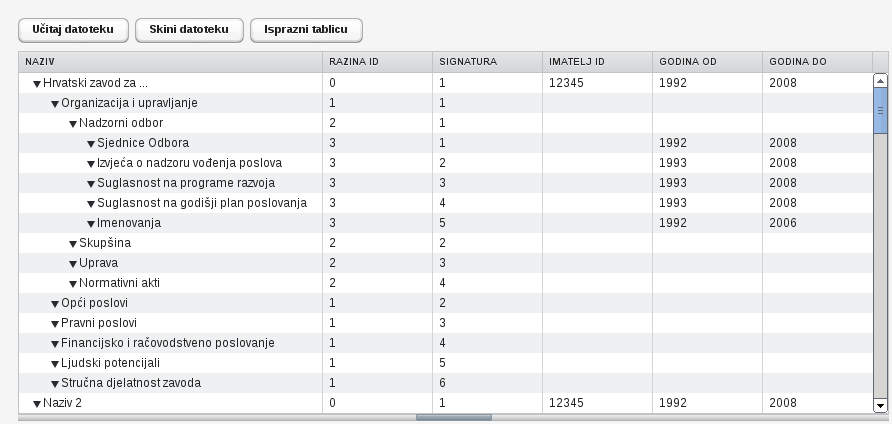 Učitaj datoteku Skini datoteku Isprazni tablicu
NAZIV RAZINA ID SIGNATURA IMATELJ ID GODINA OD GODINA DO
Hrvatski zavod za ... 0 1 12345 1992 2008
Organizacija i upravljanje 1 1
Nadzorni odbor 2 1
Sjednice Odbora 3 1 1992 2008
Izvjeća o nadzoru vođenja poslova 3 2 1993 2008
Suglasnost na programe razvoja 3 3 1993 2008
Suglasnost na godišji plan poslovanja 3 4 1993 2008
Imenovanja 3 5 1992 2006
Skupšina 2 2
Uprava 2 3
Normativni akti 2 4
Opći poslovi 1 2
Pravni poslovi 1 3
Financijsko i račovodstveno poslovanje 1 4
Ljudski potencijali 1 5
Stručna djelatnost zavoda 1 6
Naziv 2 0 1 12345 1992 2008